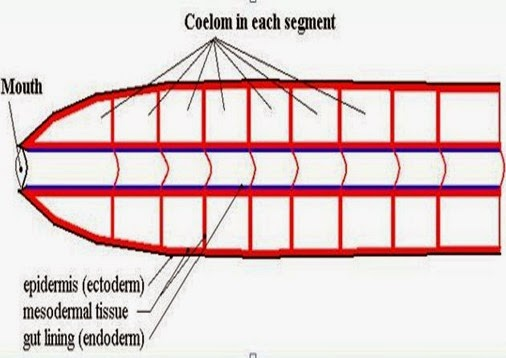 Coelom in each segment
Mouth
epidermis (ectoderm)
mesodermal tissue
gut lining (endoderm)